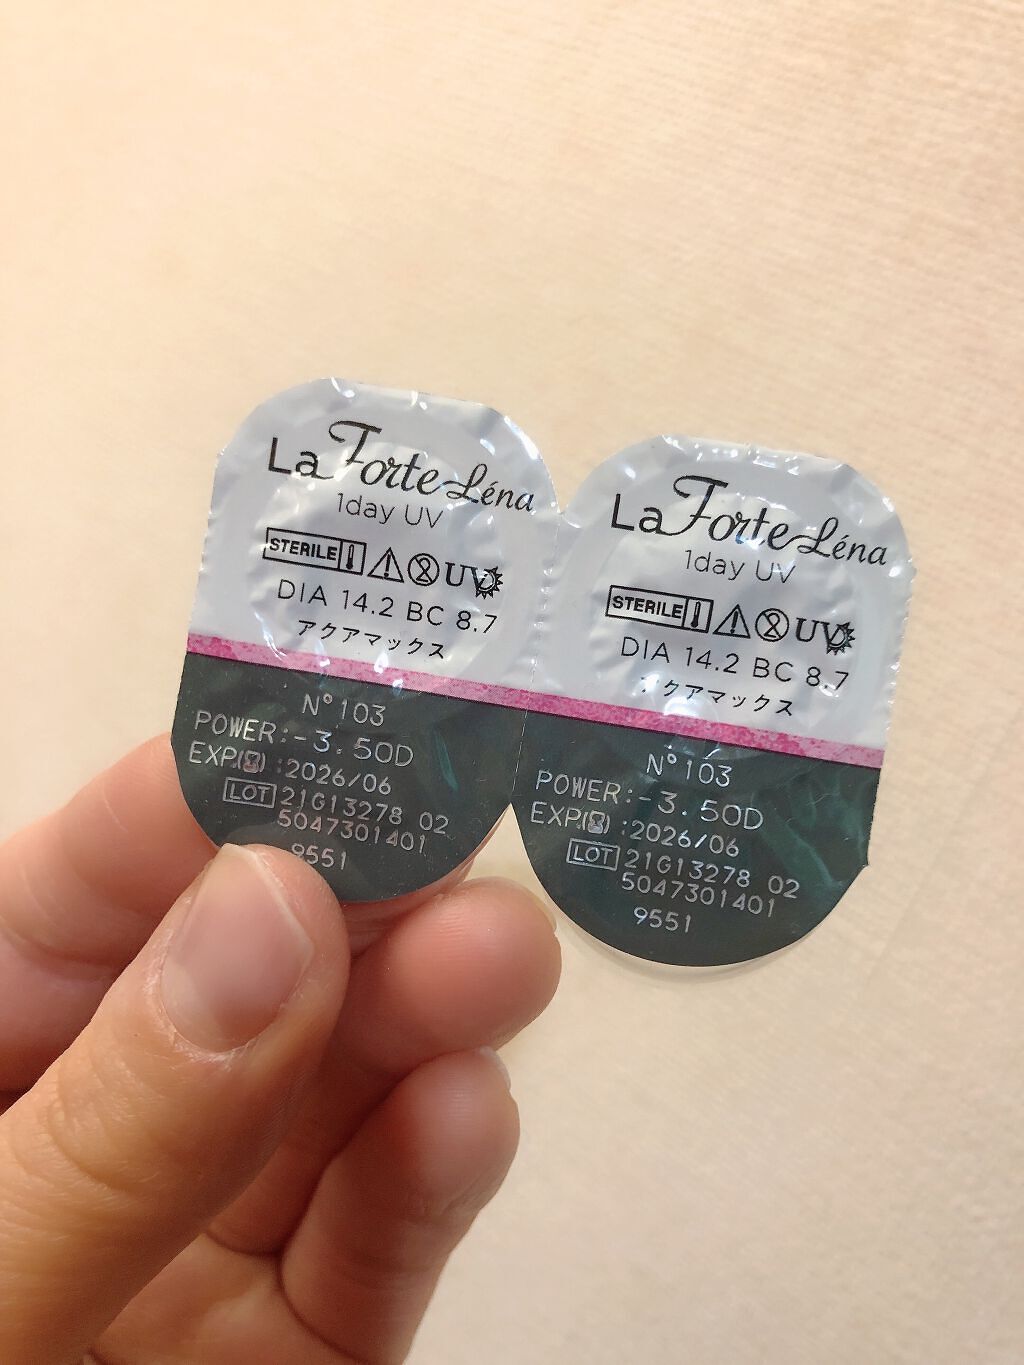 La Forte Léna
1day UV
STERILE UV
DIA 14.2 BC 8.7
アクアマックス
N°103
POWER:-3.50D
EXP. :2026/06
LOT 21G13278 02
5047301401
9551
La Forte Léna
1day UV
STERILE UV
DIA 14.2 BC 8.7
アクアマックス
N°103
POWER:-3.50D
EXP. :2026/06
LOT 21G13278 02
5047301401
9551